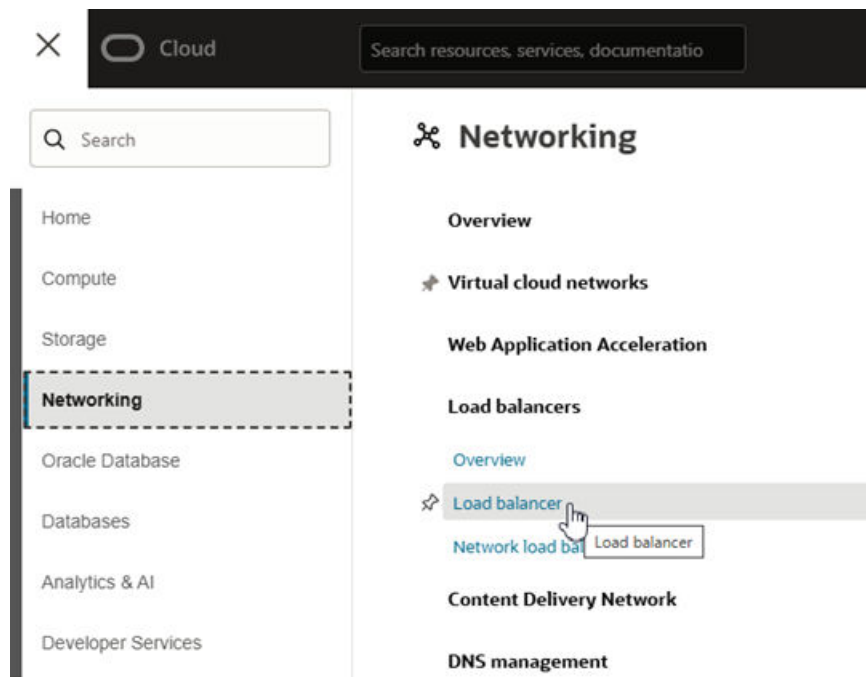 Cloud
Search resources, services, documentatio
Search
Home
Compute
Storage
Networking
Oracle Database
Databases
Analytics & AI
Developer Services
Networking
Overview
Virtual cloud networks
Web Application Acceleration
Load balancers
Overview
Load balancer
Network load ba
Load balancer
Content Delivery Network
DNS management